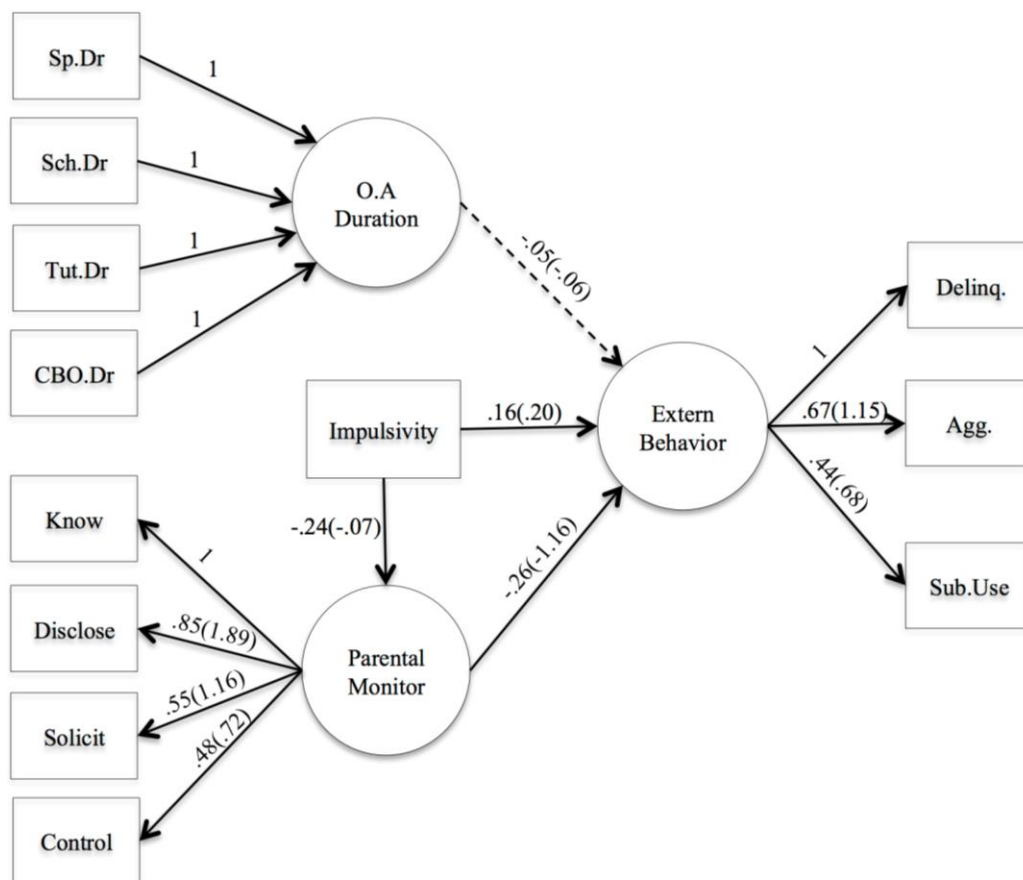 Sp.Dr
1
Sch.Dr
1
O.A
Duration
Tut.Dr
1
-.05(-.06)
CBO.Dr
1
Delinq.
1
Impulsivity
.16(.20)
Extern
Behavior
.67(1.15)
Agg.
.44(.68)
Sub.Use
-.24(-.07)
-.26(-1.16)
Know
1
Disclose
.85(1.89)
Parental
Monitor
.55(1.16)
Solicit
.48(.72)
Control